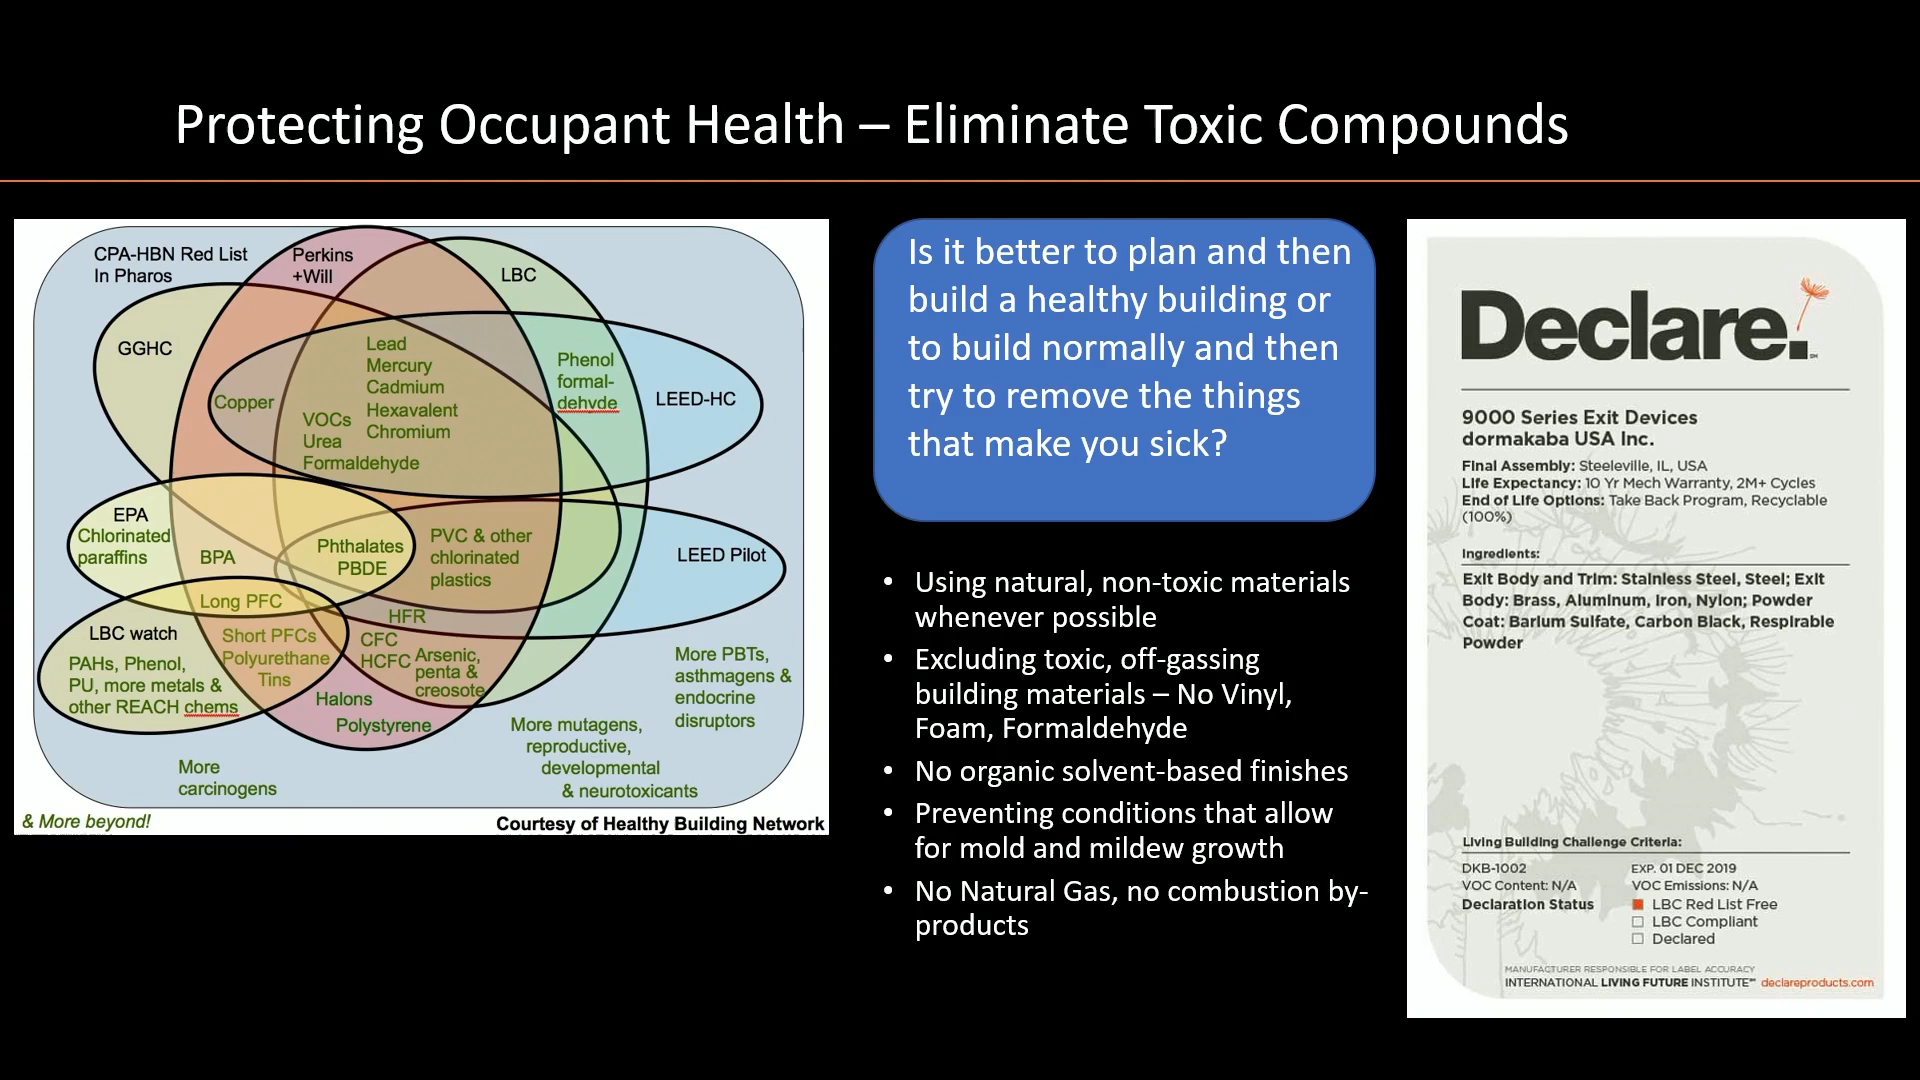 Protecting Occupant Health – Eliminate Toxic Compounds
CPA-HBN Red List
In Pharos
Perkins
+Will
LBC
GGHC
Lead
Mercury
Cadmium
Hexavalent
Chromium
Copper
VOCs
Urea
Formaldehyde
Phenol
formal-
dehyde
LEED-HC
EPA
Chlorinated
paraffins
BPA
Phthalates
PBDE
PVC & other
chlorinated
plastics
LEED Pilot
Long PFC
HFR
LBC watch
PAHs, Phenol,
PU, more metals &
other REACH chems
Short PFCs
Polyurethane
Tins
CFC
HCFC
Arsenic,
penta &
creosote
Halons
Polystyrene
More PBTs,
asthmagens &
endocrine
disruptors
More mutagens,
reproductive,
developmental
& neurotoxicants
More
carcinogens
& More beyond!
Courtesy of Healthy Building Network
Is it better to plan and then
build a healthy building or
to build normally and then
try to remove the things
that make you sick?
• Using natural, non-toxic materials
whenever possible
• Excluding toxic, off-gassing
building materials – No Vinyl,
Foam, Formaldehyde
• No organic solvent-based finishes
• Preventing conditions that allow
for mold and mildew growth
• No Natural Gas, no combustion by-
products
Declare.
9000 Series Exit Devices
dormakaba USA Inc.
Final Assembly: Steeleville, IL, USA
Life Expectancy: 10 Yr Mech Warranty, 2M+ Cycles
End of Life Options: Take Back Program, Recyclable
(100%)
Ingredients:
Exit Body and Trim: Stainless Steel, Steel; Exit
Body: Brass, Aluminum, Iron, Nylon; Powder
Coat: Barium Sulfate, Carbon Black, Respirable
Powder
Living Building Challenge Criteria:
DKB-1002 EXP. 01 DEC 2019
VOC Content: N/A VOC Emissions: N/A
Declaration Status LBC Red List Free
LBC Compliant
Declared
MANUFACTURER RESPONSIBLE FOR LABEL ACCURACY
INTERNATIONAL LIVING FUTURE INSTITUTE℠ declareproducts.com